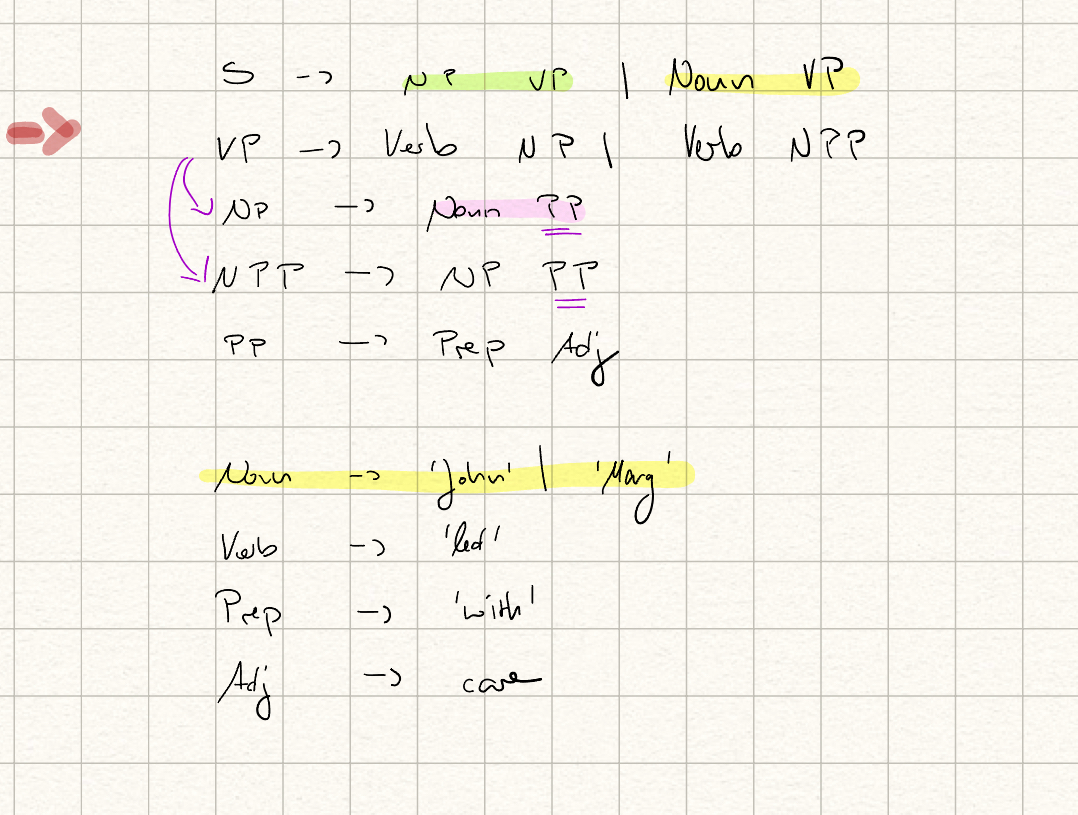 S -> NP VP | Noun VP
VP -> Verb NP | Verb NPP
NP -> Noun PP
NPP -> NP PP
PP -> Prep Adj
Noun -> 'John' | 'Mary'
Verb -> 'led'
Prep -> 'with'
Adj -> care